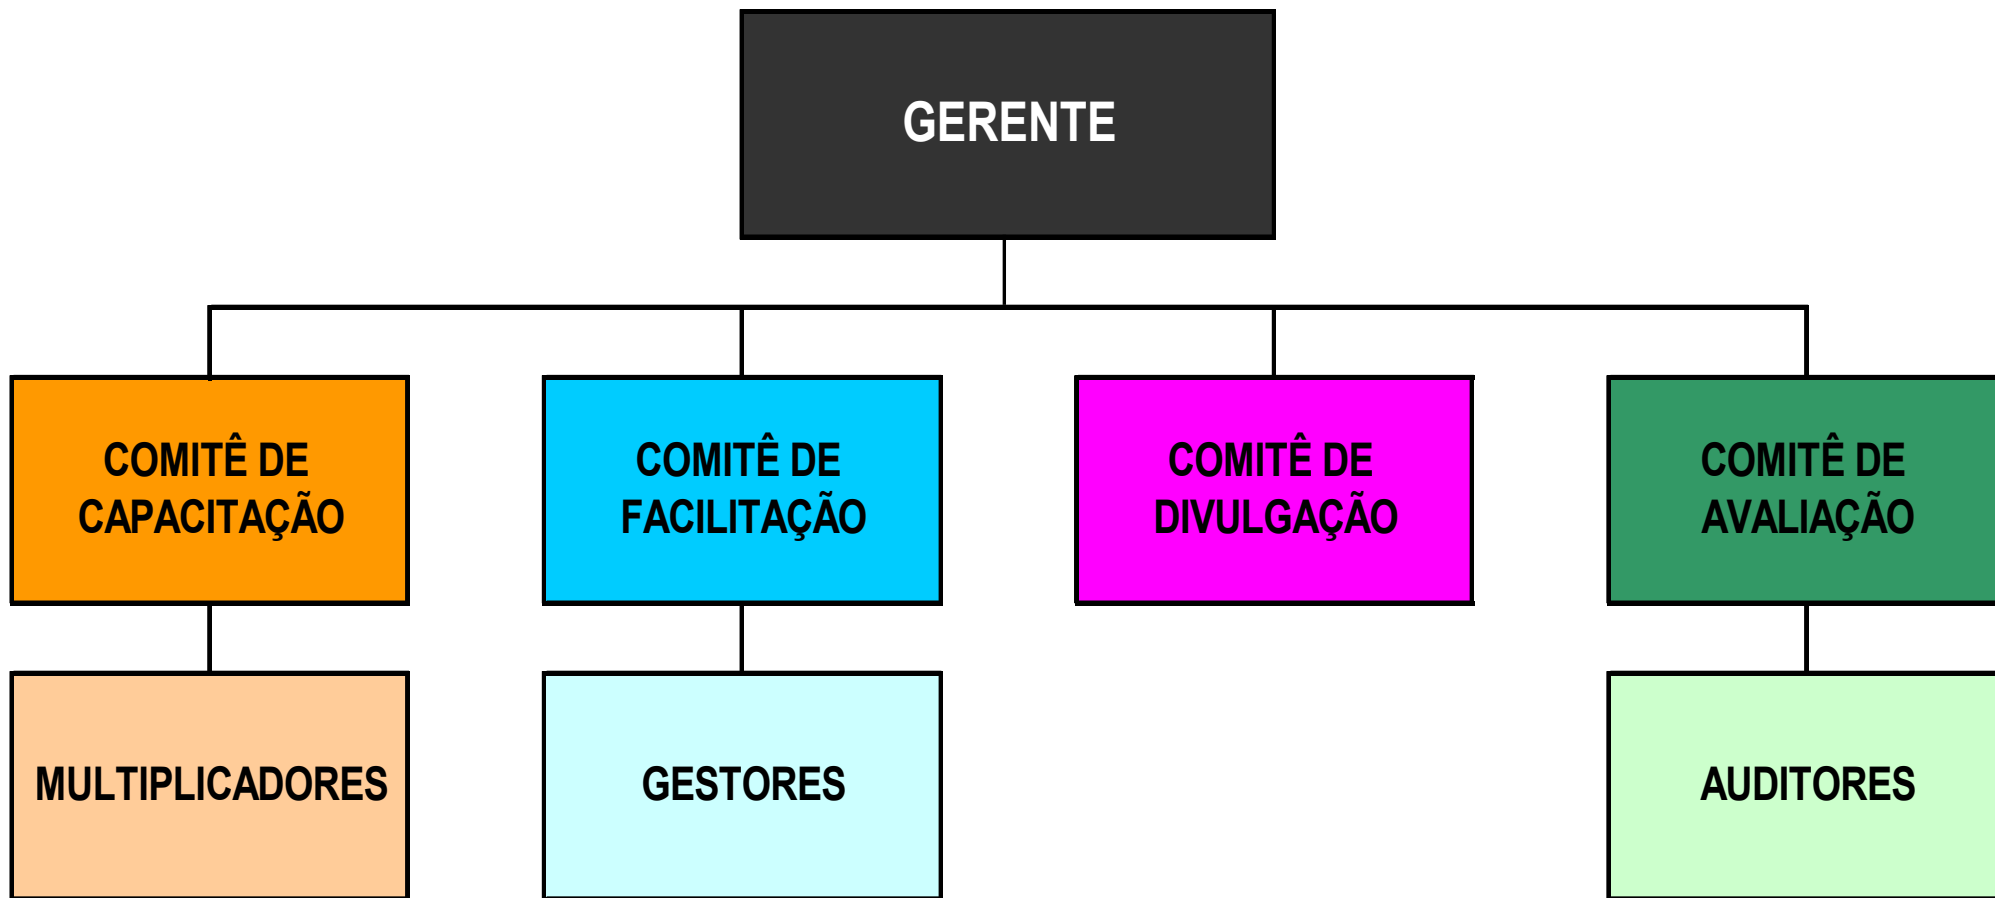 GERENTE
COMITÊ DE
CAPACITAÇÃO
COMITÊ DE
FACILITAÇÃO
COMITÊ DE
DIVULGAÇÃO
COMITÊ DE
AVALIAÇÃO
MULTIPLICADORES
GESTORES
AUDITORES